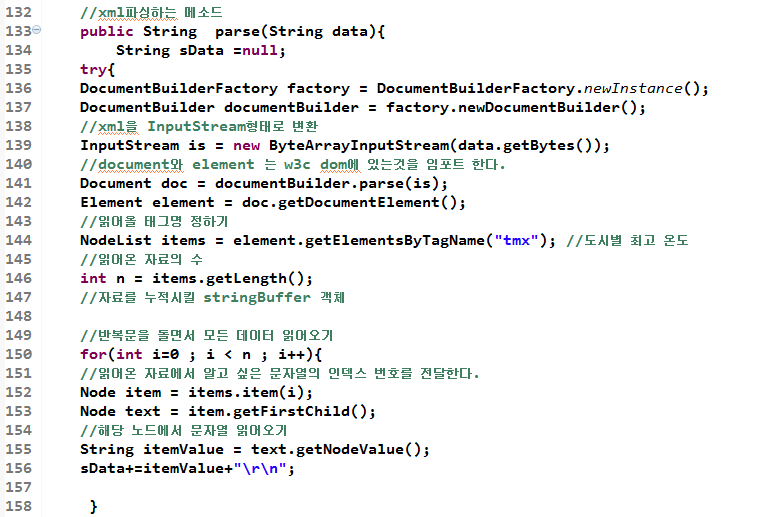 132 //xml파싱하는 메소드
133 public String  parse(String data){
134     String sData =null;
135 try{
136 DocumentBuilderFactory factory = DocumentBuilderFactory.newInstance();
137 DocumentBuilder documentBuilder = factory.newDocumentBuilder();
138 //xml을 InputStream형태로 변환
139 InputStream is = new ByteArrayInputStream(data.getBytes());
140 //document와 element 는 w3c dom에 있는것을 임포트 한다.
141 Document doc = documentBuilder.parse(is);
142 Element element = doc.getDocumentElement();
143 //읽어올 태그명 정하기
144 NodeList items = element.getElementsByTagName("tmx"); //도시별 최고 온도
145 //읽어온 자료의 수
146 int n = items.getLength();
147 //자료를 누적시킬 stringBuffer 객체
148
149 //반복문을 돌면서 모든 데이터 읽어오기
150 for(int i=0 ; i < n ; i++){
151 //읽어온 자료에서 알고 싶은 문자열의 인덱스 번호를 전달한다.
152 Node item = items.item(i);
153 Node text = item.getFirstChild();
154 //해당 노드에서 문자열 읽어오기
155 String itemValue = text.getNodeValue();
156 sData+=itemValue+"\r\n";
157
158  }